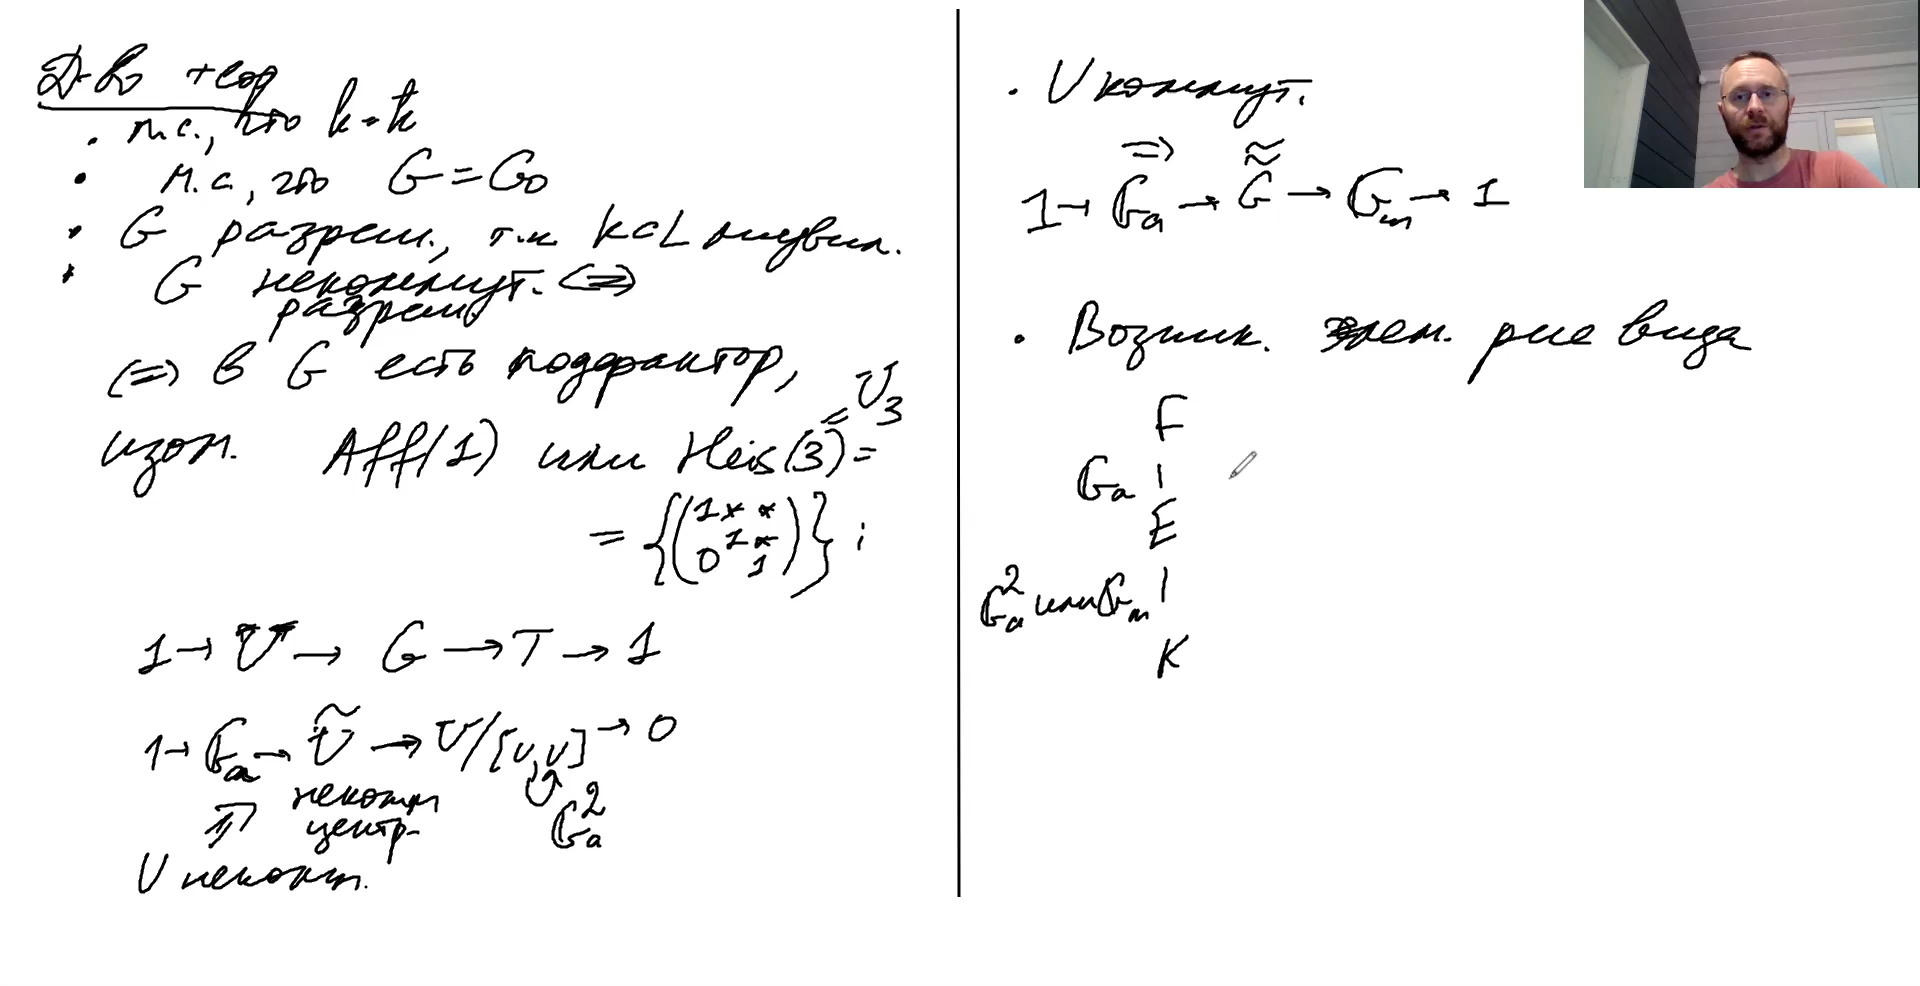 Д-во теор
• м.с., что k = k̄
• м.с., что G = G₀
• G разреш., т.к. K ⊂ L лиувил.
• G некоммут. разреш. (⇒)
(⇒) в G есть подфактор,
изом. Aff(1) или Heis(3) = = U₃
= {(1 * * 1 * 0 1)} ;
1 → U → G → T → 1
1 → 𝔾ₐ → Ũ → U/[U,U] → 0
некомм 𝔾ₐ²
⇑ центр-
U неком.
• U коммут.
⇒ ≈
1 → 𝔾ₐ → G → 𝔾ₘ → 1
• Возник. рие вида
F
𝔾ₐ |
E
𝔾ₐ² или 𝔾ₘ |
K